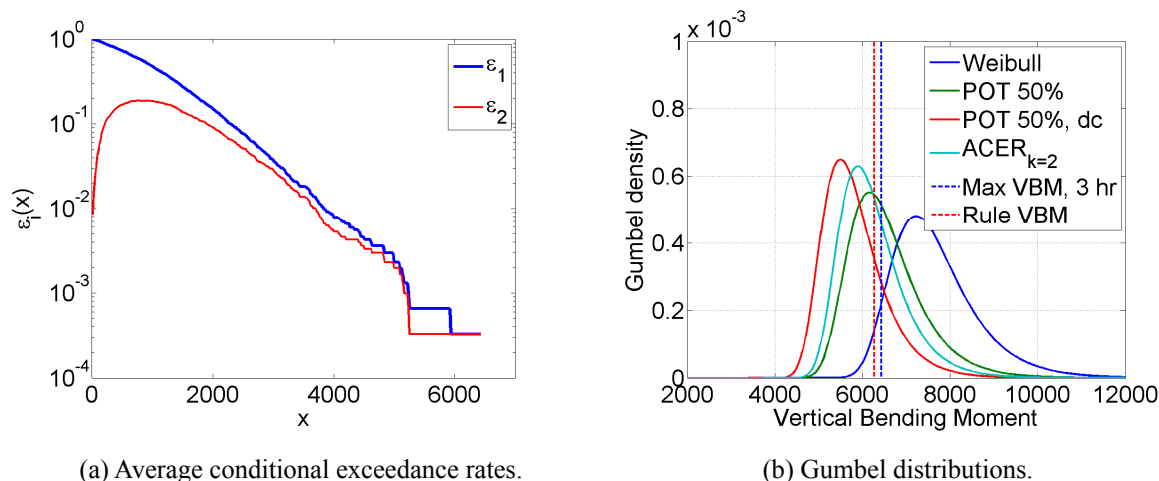 10^0
10^-1
10^-2
10^-3
10^-4
ε_i(x)
0
2000
4000
6000
x
ε_1
ε_2
(a) Average conditional exceedance rates.
x 10^-3
1
0.8
0.6
0.4
0.2
0
Gumbel density
2000
4000
6000
8000
10000
12000
Vertical Bending Moment
Weibull
POT 50%
POT 50%, dc
ACER_k=2
Max VBM, 3 hr
Rule VBM
(b) Gumbel distributions.